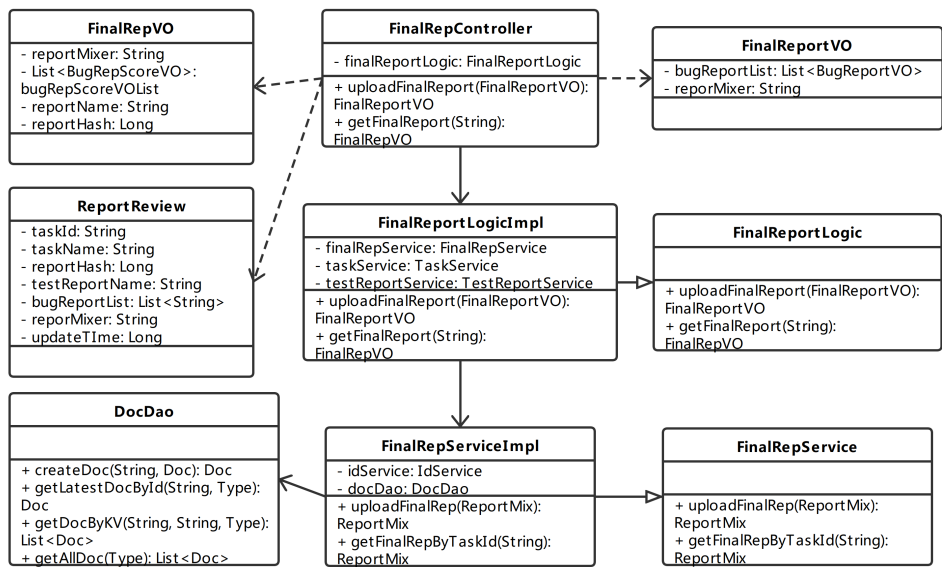 FinalRepVO
- reportMixer: String
- List<BugRepScoreVO>:
bugRepScoreVOList
- reportName: String
- reportHash: Long
FinalRepController
- finalReportLogic: FinalReportLogic
+ uploadFinalReport(FinalReportVO):
FinalReportVO
+ getFinalReport(String):
FinalRepVO
FinalReportVO
- bugReportList: List<BugReportVO>
- reporMixer: String
ReportReview
- taskId: String
- taskName: String
- reportHash: Long
- testReportName: String
- bugReportList: List<String>
- reporMixer: String
- updateTIme: Long
FinalReportLogicImpl
- finalRepService: FinalRepService
- taskService: TaskService
- testReportService: TestReportService
+ uploadFinalReport(FinalReportVO):
FinalReportVO
+ getFinalReport(String):
FinalRepVO
FinalReportLogic
+ uploadFinalReport(FinalReportVO):
FinalReportVO
+ getFinalReport(String):
FinalRepVO
DocDao
+ createDoc(String, Doc): Doc
+ getLatestDocById(String, Type):
Doc
+ getDocByKV(String, String, Type):
List<Doc>
+ getAllDoc(Type): List<Doc>
FinalRepServiceImpl
- idService: IdService
- docDao: DocDao
+ uploadFinalRep(ReportMix):
ReportMix
+ getFinalRepByTaskId(String):
ReportMix
FinalRepService
+ uploadFinalRep(ReportMix):
ReportMix
+ getFinalRepByTaskId(String):
ReportMix